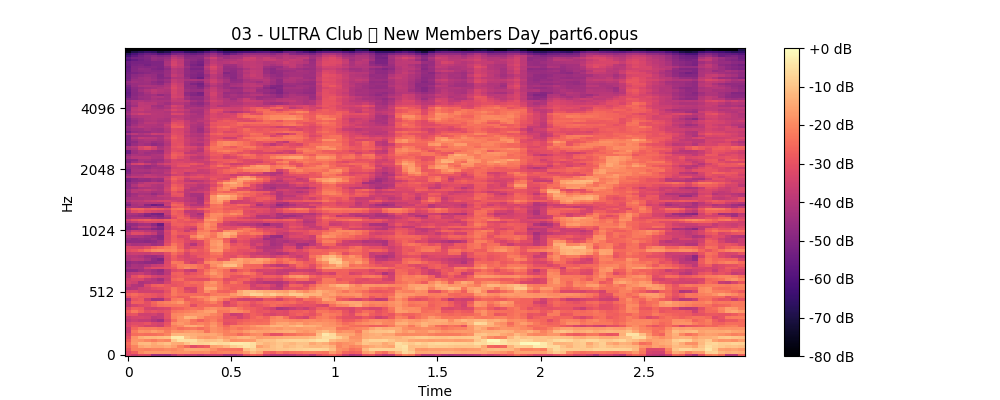 03 - ULTRA Club  New Members Day_part6.opus
Hz
4096
2048
1024
512
0
0
0.5
1
1.5
2
2.5
Time
+0 dB
-10 dB
-20 dB
-30 dB
-40 dB
-50 dB
-60 dB
-70 dB
-80 dB